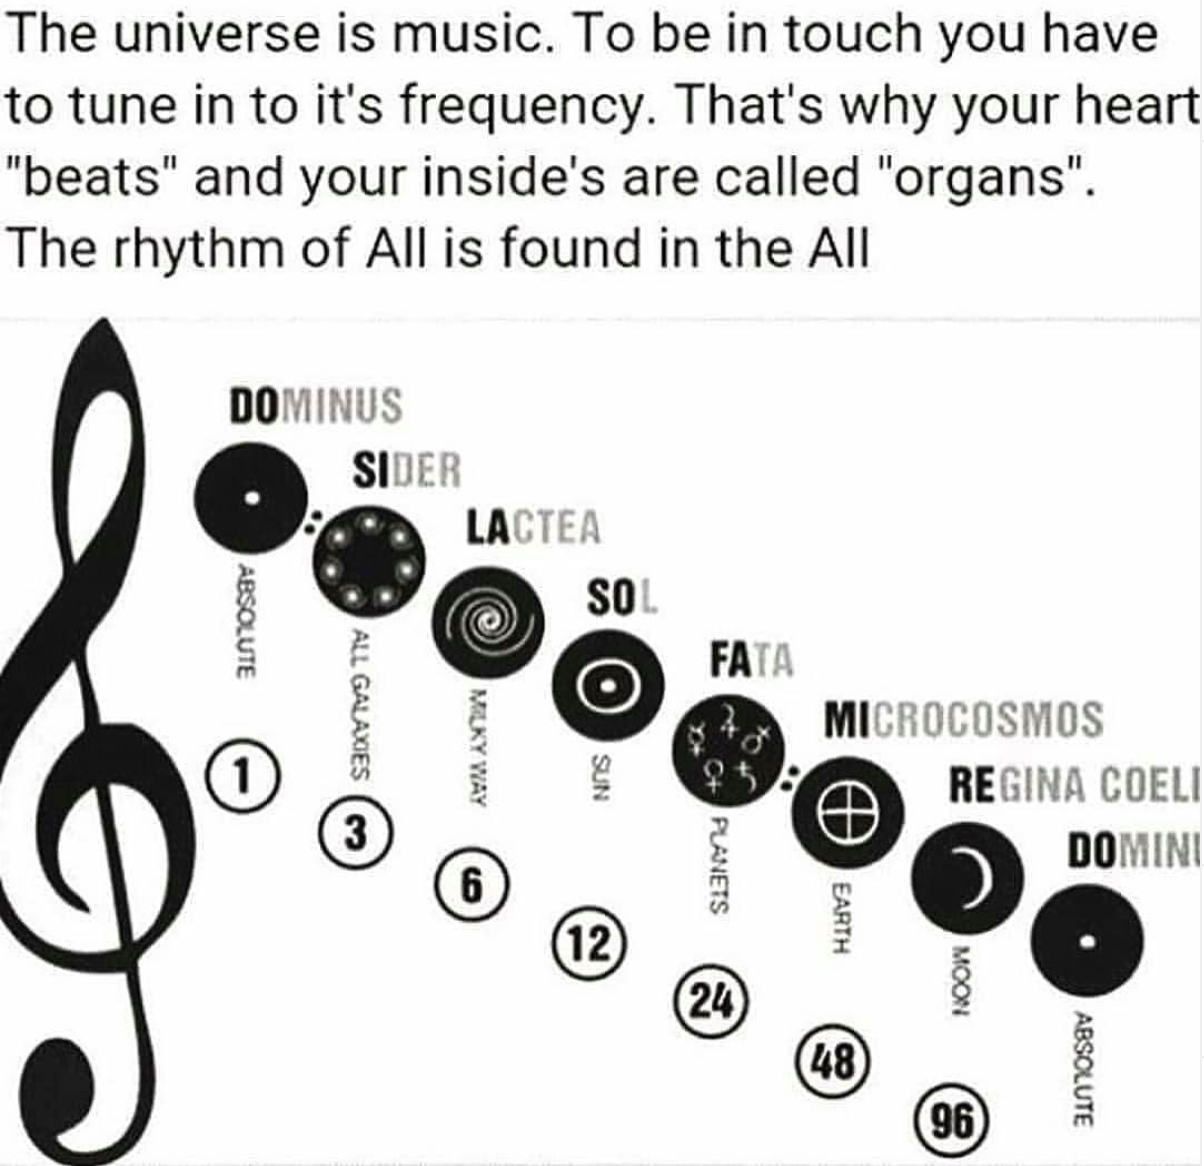 The universe is music. To be in touch you have
to tune in to it's frequency. That's why your heart
"beats" and your inside's are called "organs".
The rhythm of All is found in the All
DOMINUS
SIDER
LACTEA
SOL
FATA
MICROCOSMOS
REGINA COELI
DOMINU
ABSOLUTE
ALL GALAXIES
MILKY WAY
SUN
PLANETS
EARTH
MOON
ABSOLUTE
1
3
6
12
24
48
96